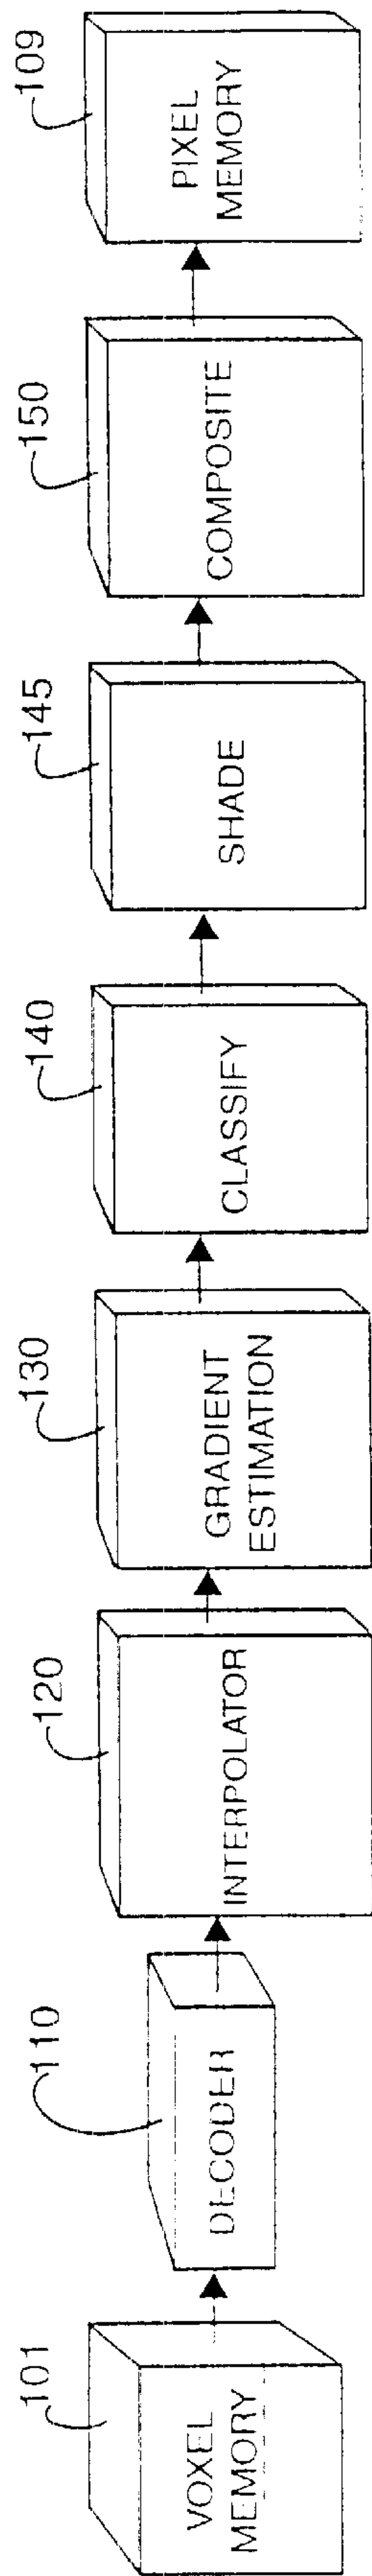 101
VOXEL
MEMORY
110
DECODER
120
INTERPOLATOR
130
GRADIENT
ESTIMATION
140
CLASSIFY
145
SHADE
150
COMPOSITE
109
PIXEL
MEMORY